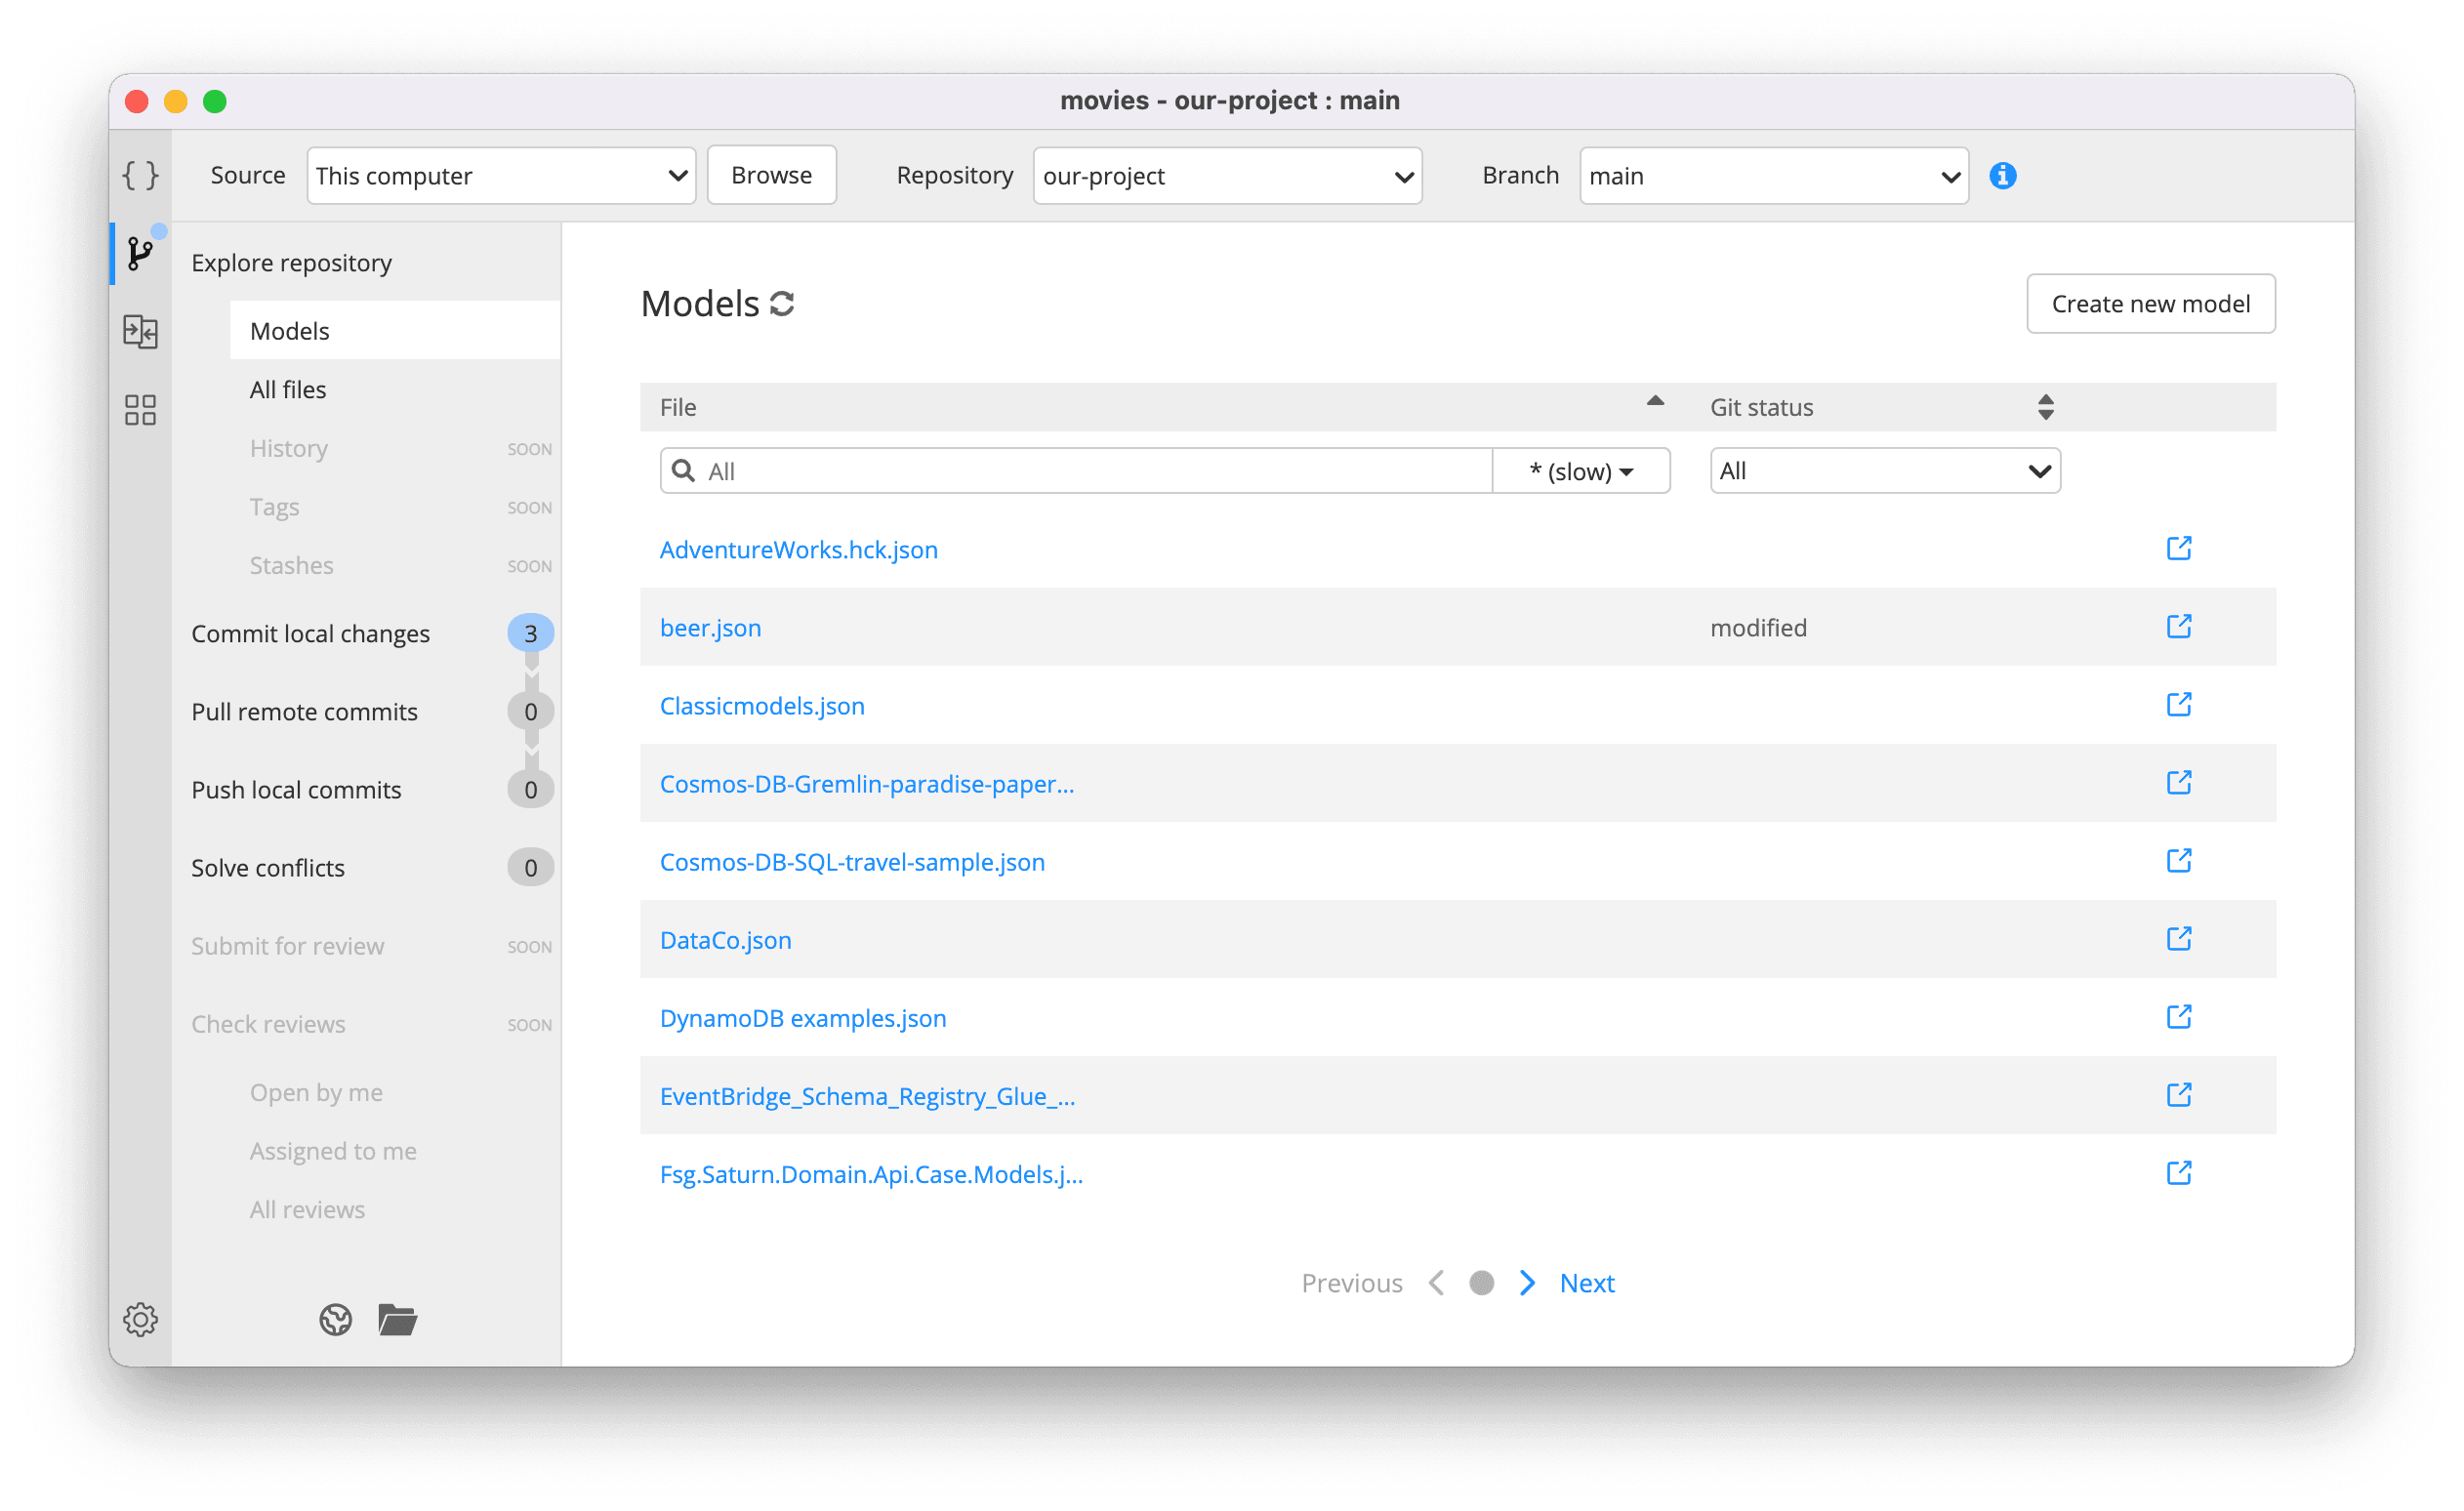 movies - our-project : main
Source This computer Browse Repository our-project Branch main
Explore repository
Models
All files
History SOON
Tags SOON
Stashes SOON
Commit local changes 3
Pull remote commits 0
Push local commits 0
Solve conflicts 0
Submit for review SOON
Check reviews SOON
Open by me
Assigned to me
All reviews
Models
Create new model
File Git status
All * (slow) All
AdventureWorks.hck.json
beer.json modified
Classicmodels.json
Cosmos-DB-Gremlin-paradise-paper...
Cosmos-DB-SQL-travel-sample.json
DataCo.json
DynamoDB examples.json
EventBridge_Schema_Registry_Glue_...
Fsg.Saturn.Domain.Api.Case.Models.j...
Previous Next